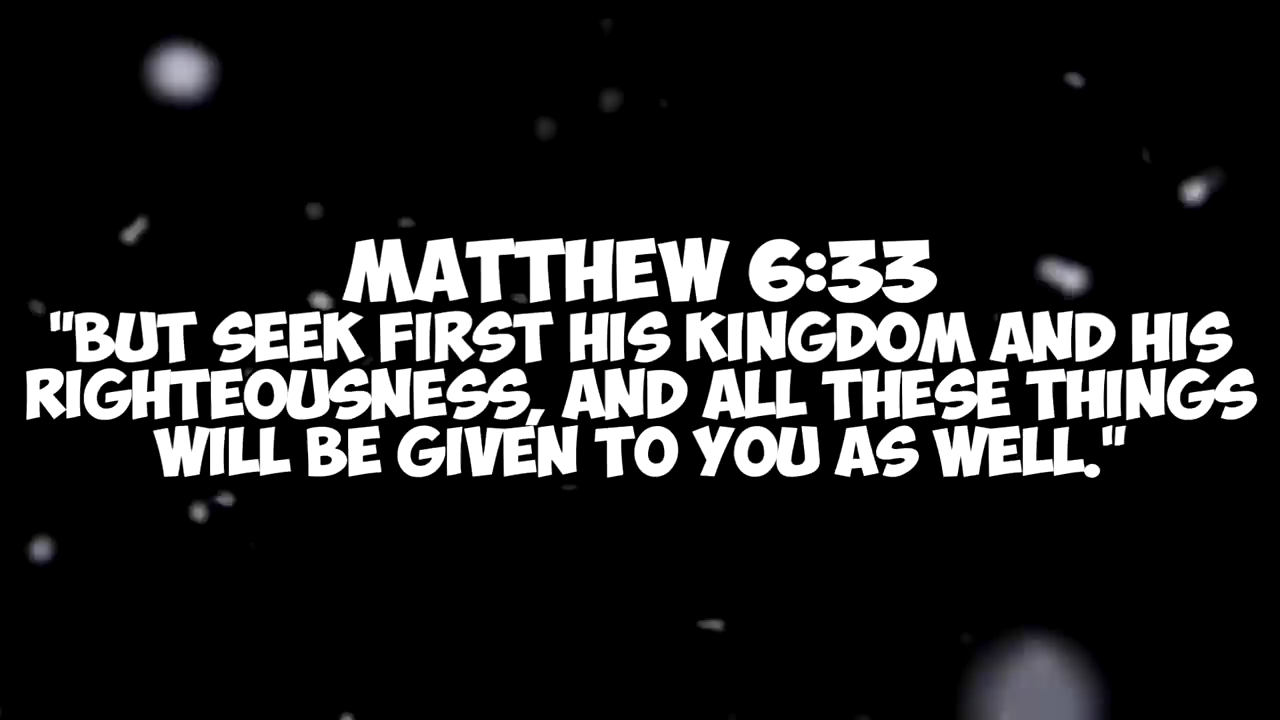 MATTHEW 6:33
"BUT SEEK FIRST HIS KINGDOM AND HIS
RIGHTEOUSNESS, AND ALL THESE THINGS
WILL BE GIVEN TO YOU AS WELL."